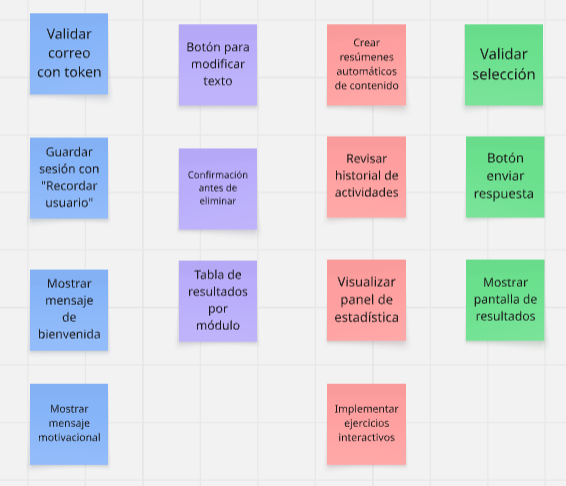 Validar
correo
con token
Botón para
modificar
texto
Crear
resúmenes
automáticos
de contenido
Validar
selección
Guardar
sesión con
"Recordar
usuario"
Confirmación
antes de
eliminar
Revisar
historial de
actividades
Botón
enviar
respuesta
Mostrar
mensaje
de
bienvenida
Tabla de
resultados
por
módulo
Visualizar
panel de
estadística
Mostrar
pantalla de
resultados
Mostrar
mensaje
motivacional
Implementar
ejercicios
interactivos